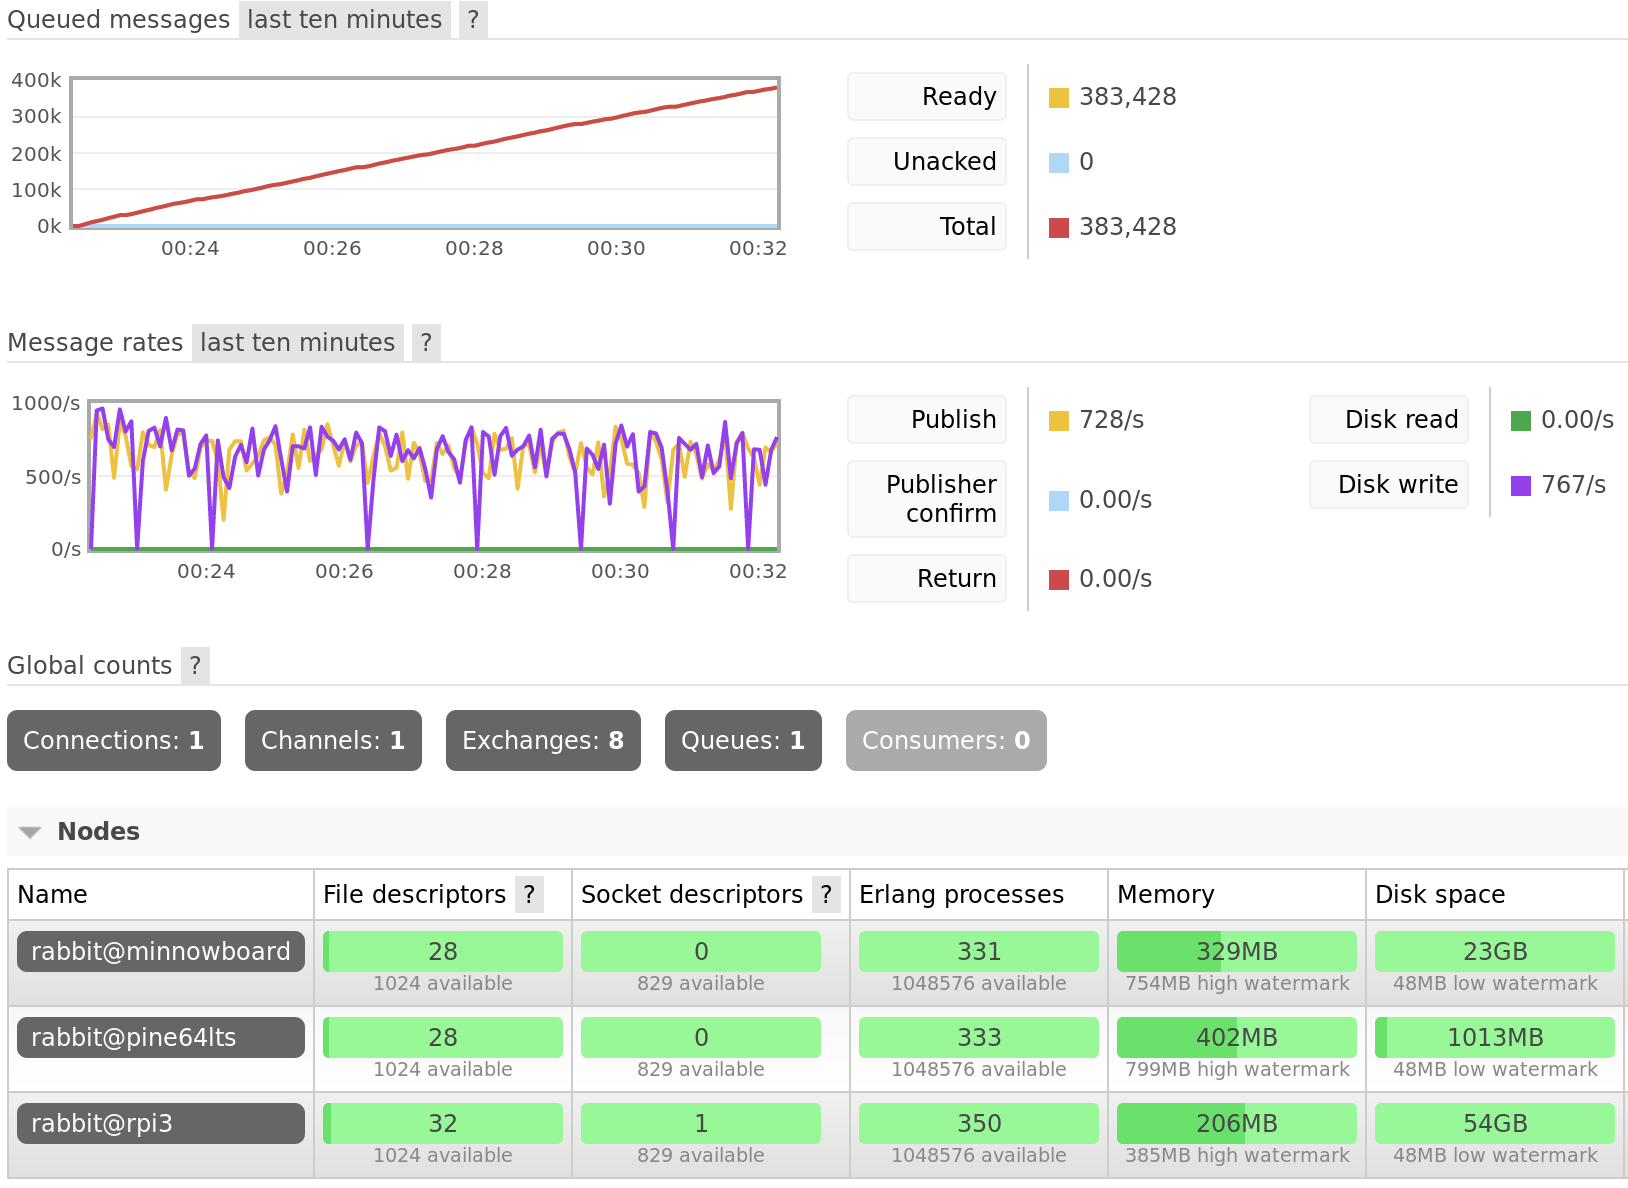 Queued messages last ten minutes ?
400k
300k
200k
100k
0k
00:24 00:26 00:28 00:30 00:32
Ready 383,428
Unacked 0
Total 383,428
Message rates last ten minutes ?
1000/s
500/s
0/s
00:24 00:26 00:28 00:30 00:32
Publish 728/s
Publisher
confirm 0.00/s
Return 0.00/s
Disk read 0.00/s
Disk write 767/s
Global counts ?
Connections: 1 Channels: 1 Exchanges: 8 Queues: 1 Consumers: 0
Nodes
Name File descriptors ? Socket descriptors ? Erlang processes Memory Disk space
rabbit@minnowboard 28 0 331 329MB 23GB
1024 available 829 available 1048576 available 754MB high watermark 48MB low watermark
rabbit@pine64lts 28 0 333 402MB 1013MB
1024 available 829 available 1048576 available 799MB high watermark 48MB low watermark
rabbit@rpi3 32 1 350 206MB 54GB
1024 available 829 available 1048576 available 385MB high watermark 48MB low watermark